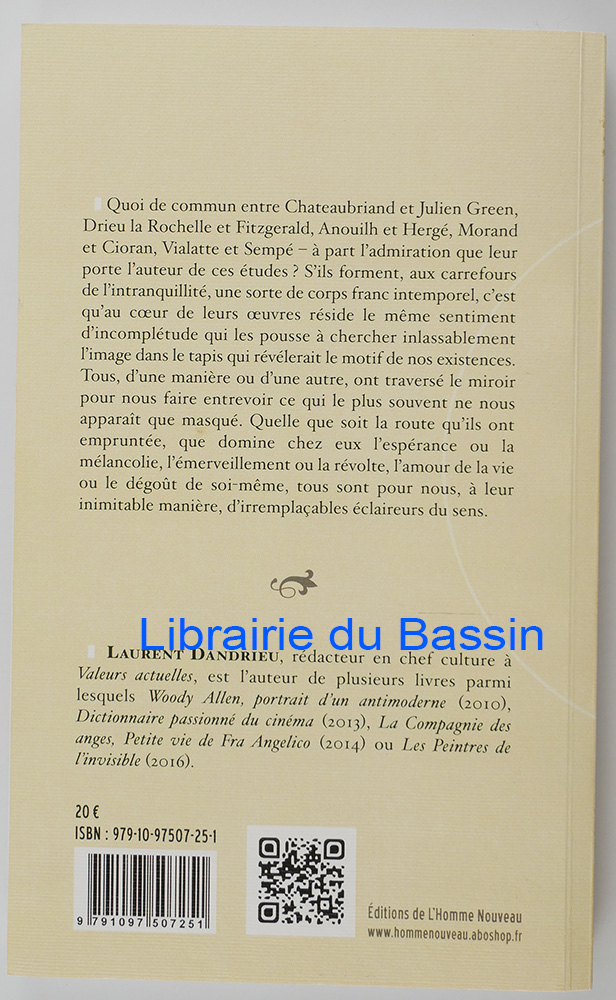 Quoi de commun entre Chateaubriand et Julien Green,
Drieu la Rochelle et Fitzgerald, Anouilh et Hergé, Morand
et Cioran, Vialatte et Sempé – à part l'admiration que leur
porte l'auteur de ces études ? S'ils forment, aux carrefours
de l'intranquillité, une sorte de corps franc intemporel, c'est
qu'au cœur de leurs œuvres réside le même sentiment
d'incomplétude qui les pousse à chercher inlassablement
l'image dans le tapis qui révélerait le motif de nos existences.
Tous, d'une manière ou d'une autre, ont traversé le miroir
pour nous faire entrevoir ce qui le plus souvent ne nous
apparaît que masqué. Quelle que soit la route qu'ils ont
empruntée, que domine chez eux l'espérance ou la
mélancolie, l'émerveillement ou la révolte, l'amour de la vie
ou le dégoût de soi-même, tous sont pour nous, à leur
inimitable manière, d'irremplaçables éclaireurs du sens.
Librairie du Bassin
LAURENT DANDRIEU, rédacteur en chef culture à
Valeurs actuelles, est l'auteur de plusieurs livres parmi
lesquels Woody Allen, portrait d'un antimoderne (2010),
Dictionnaire passionné du cinéma (2013), La Compagnie des
anges, Petite vie de Fra Angelico (2014) ou Les Peintres de
l'invisible (2016).
20 €
ISBN : 979-10-97507-25-1
9 791097 507251
Éditions de L'Homme Nouveau
www.hommenouveau.aboshop.fr